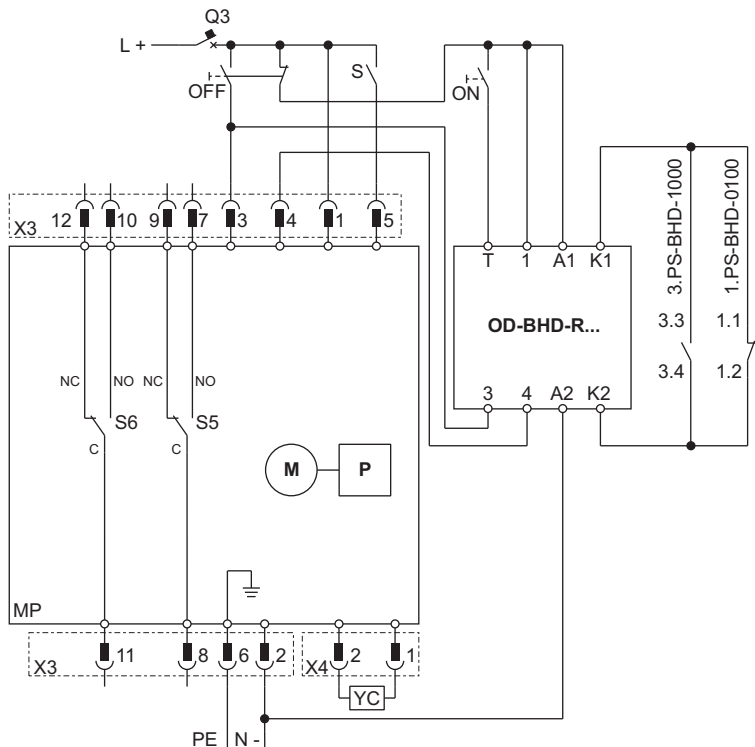 Q3
L +
OFF
S
ON
3.PS-BHD-1000
1.PS-BHD-0100
X3
12
10
9
7
3
4
1
5
T
1
A1
K1
OD-BHD-R...
3.3
1.1
3.4
1.2
3
4
A2
K2
NC
NO
NC
NO
S6
S5
C
C
M
P
MP
X3
11
8
6
2
X4
2
1
YC
PE
N -